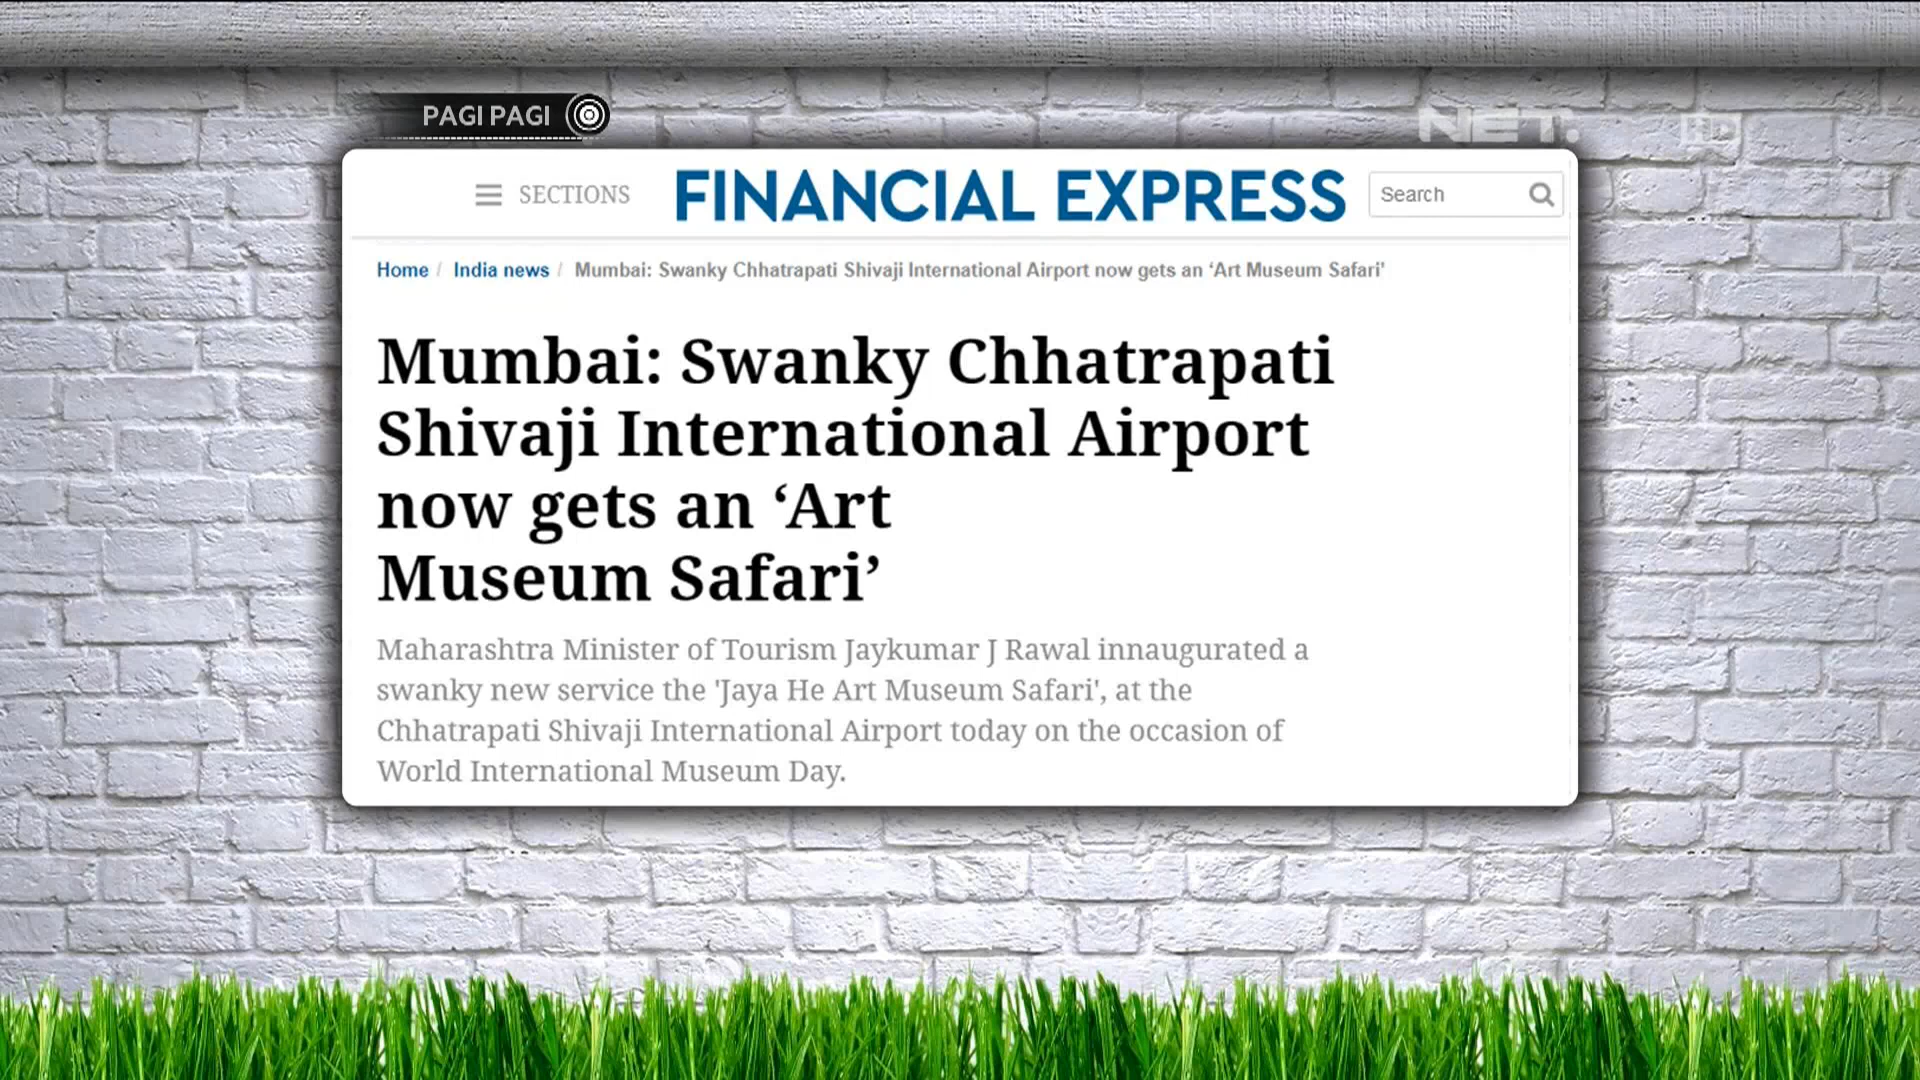 PAGI PAGI
NET.
HD
SECTIONS
FINANCIAL EXPRESS
Search
Home / India news / Mumbai: Swanky Chhatrapati Shivaji International Airport now gets an ‘Art Museum Safari'
Mumbai: Swanky Chhatrapati
Shivaji International Airport
now gets an ‘Art
Museum Safari’
Maharashtra Minister of Tourism Jaykumar J Rawal innaugurated a
swanky new service the 'Jaya He Art Museum Safari', at the
Chhatrapati Shivaji International Airport today on the occasion of
World International Museum Day.